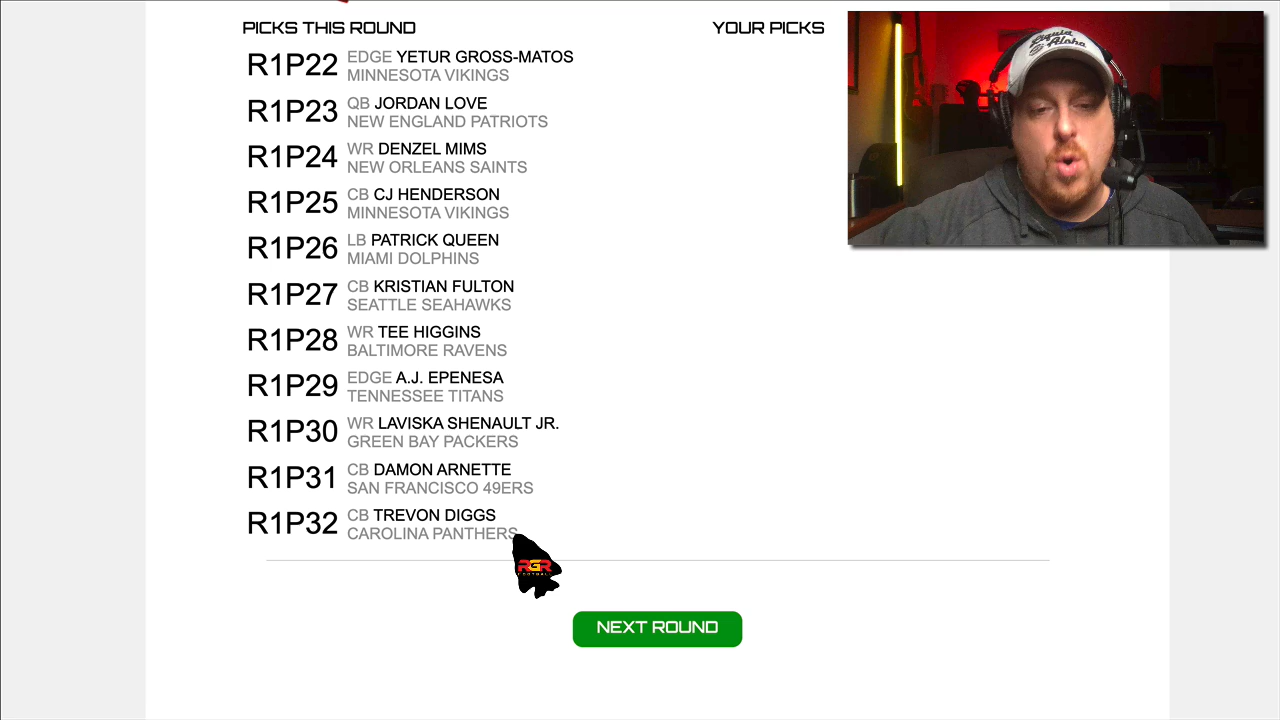 PICKS THIS ROUND
YOUR PICKS
R1P22
EDGE YETUR GROSS-MATOS
MINNESOTA VIKINGS
R1P23
QB JORDAN LOVE
NEW ENGLAND PATRIOTS
R1P24
WR DENZEL MIMS
NEW ORLEANS SAINTS
R1P25
CB CJ HENDERSON
MINNESOTA VIKINGS
R1P26
LB PATRICK QUEEN
MIAMI DOLPHINS
R1P27
CB KRISTIAN FULTON
SEATTLE SEAHAWKS
R1P28
WR TEE HIGGINS
BALTIMORE RAVENS
R1P29
EDGE A.J. EPENESA
TENNESSEE TITANS
R1P30
WR LAVISKA SHENAULT JR.
GREEN BAY PACKERS
R1P31
CB DAMON ARNETTE
SAN FRANCISCO 49ERS
R1P32
CB TREVON DIGGS
CAROLINA PANTHERS
RGR
FOOTBALL
NEXT ROUND
Liquid
Aloha